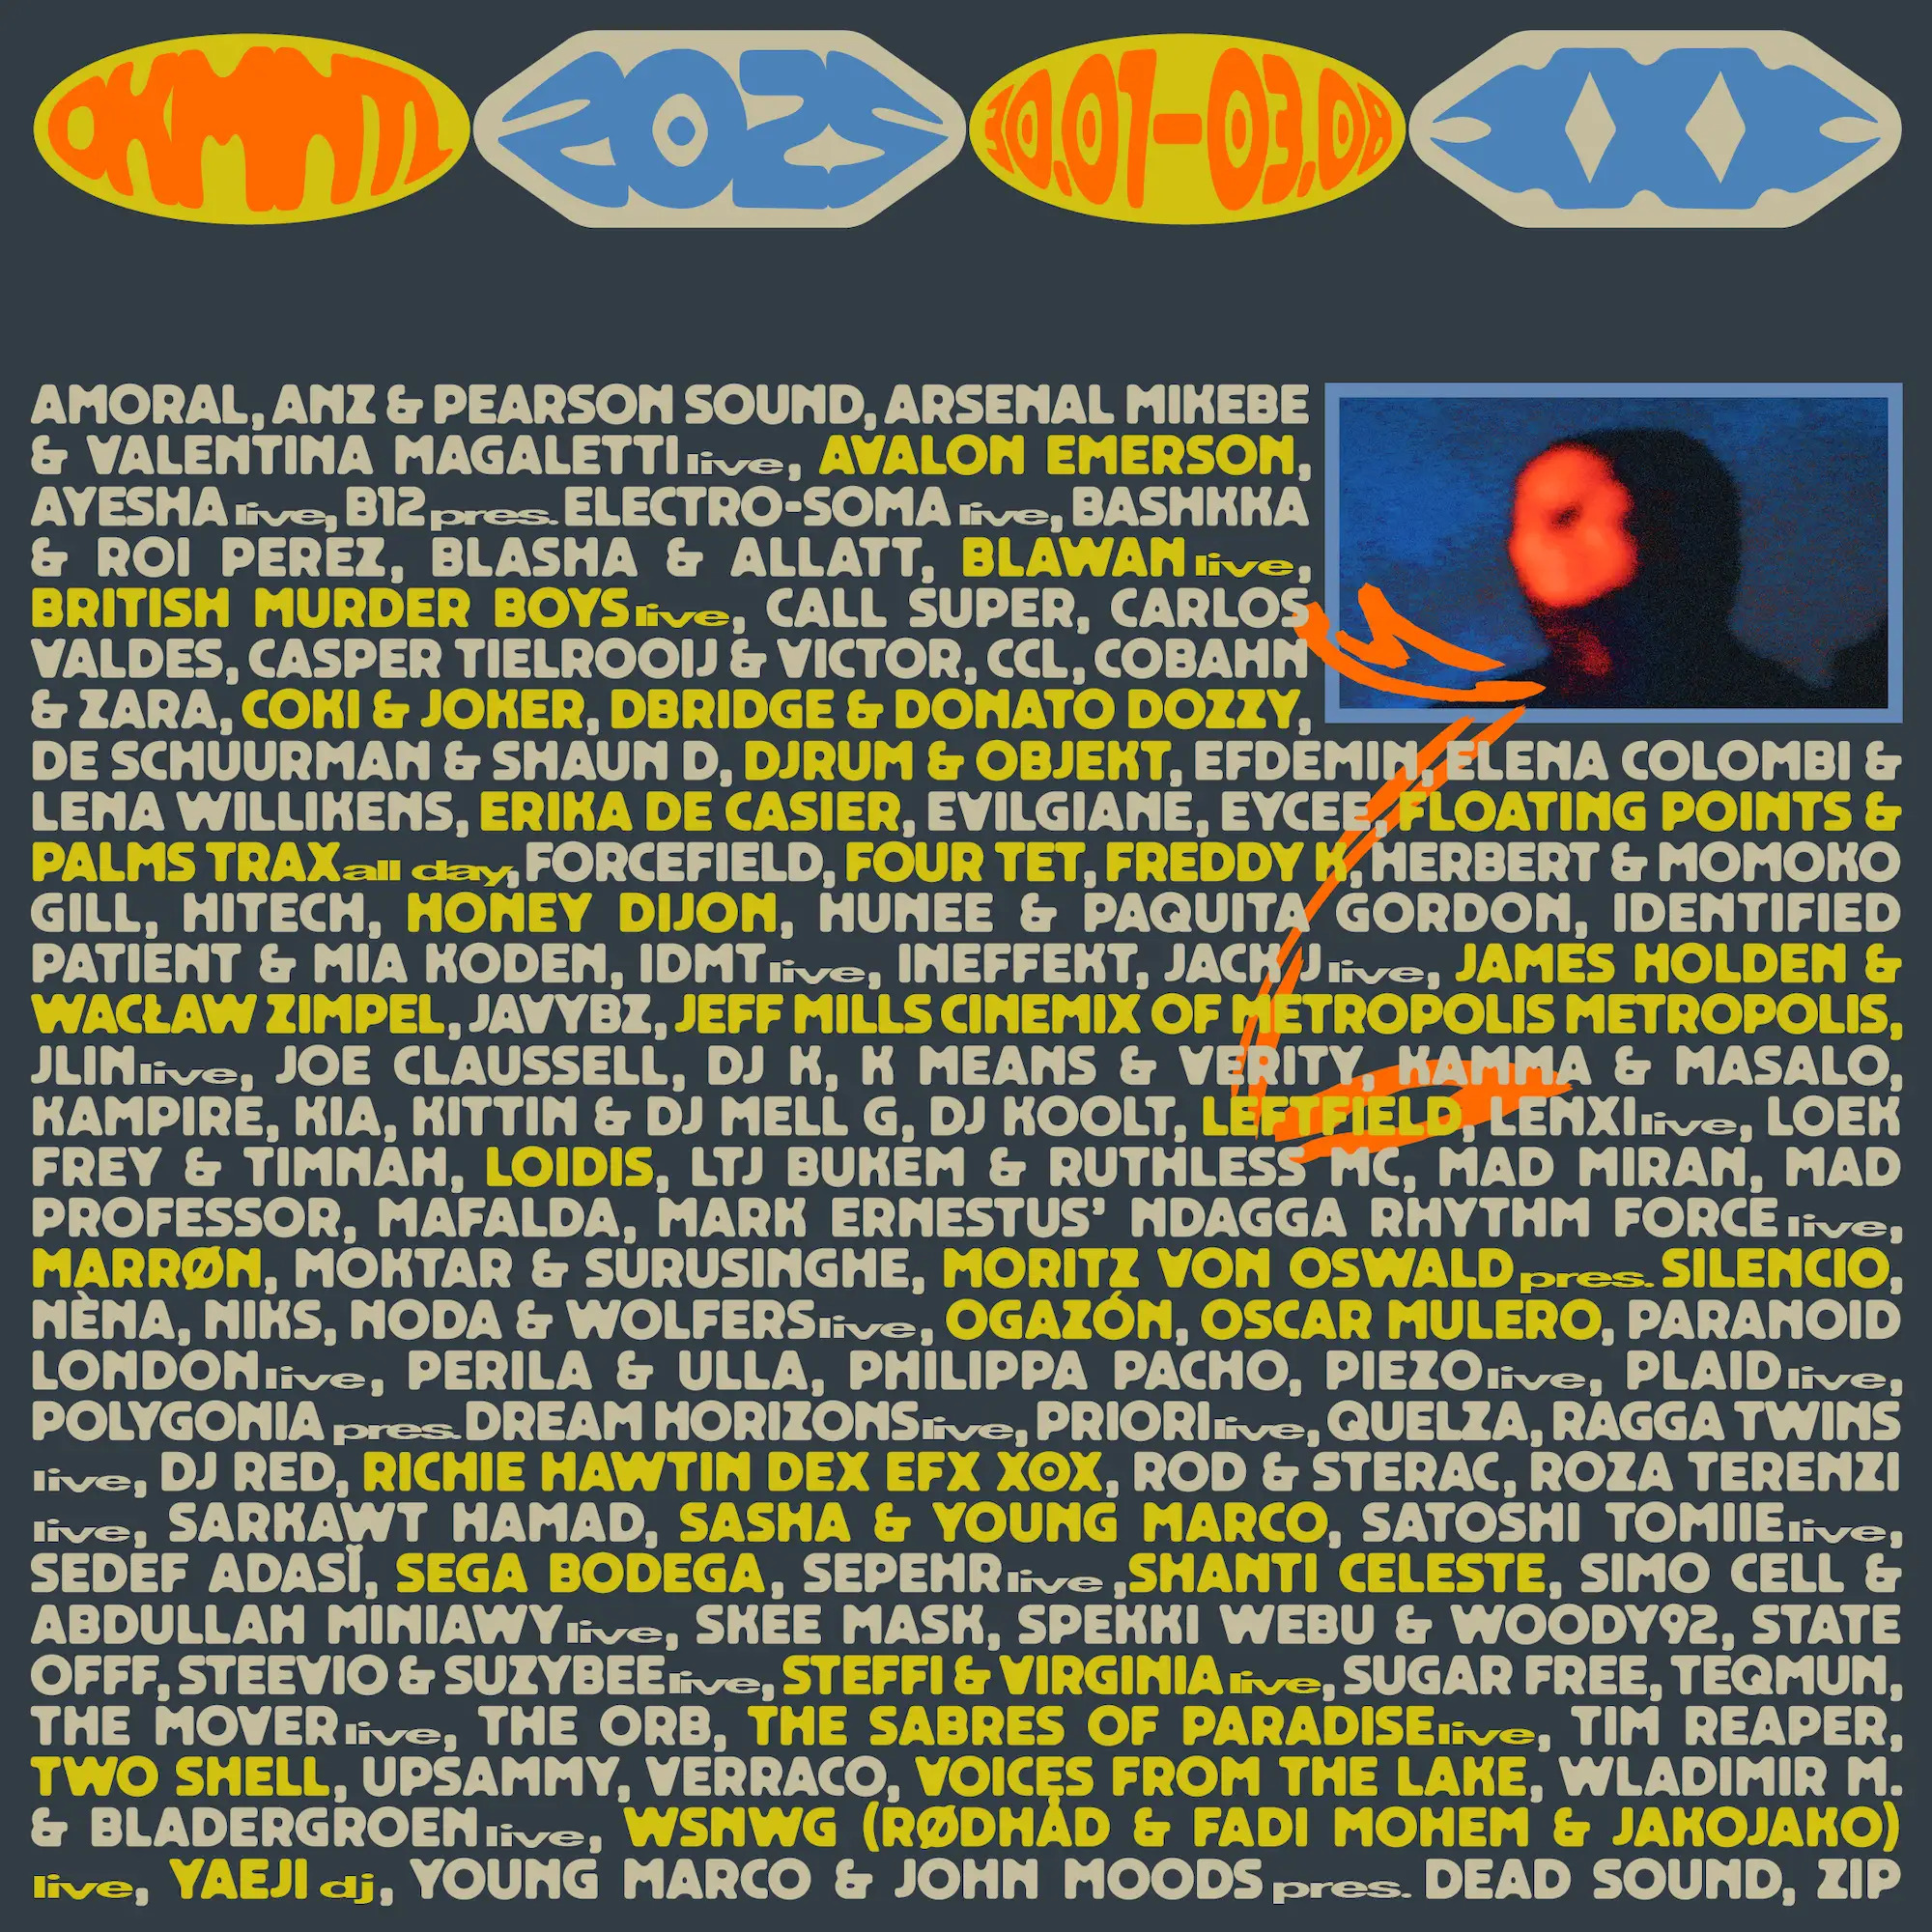 DKMNTL
2025
30.07-03.08
AMORAL, ANZ & PEARSON SOUND, ARSENAL MIKEBE
& VALENTINA MAGALETTI live, AVALON EMERSON,
AYESHA live, B12 pres. ELECTRO-SOMA live, BASHKKA
& ROI PEREZ, BLASHA & ALLATT, BLAWAN live,
BRITISH MURDER BOYS live, CALL SUPER, CARLOS
VALDES, CASPER TIELROOIJ & VICTOR, CCL, COBAHN
& ZARA, COKI & JOKER, DBRIDGE & DONATO DOZZY,
DE SCHUURMAN & SHAUN D, DJRUM & OBJEKT, EFDEMIN, ELENA COLOMBI &
LENA WILLIKENS, ERIKA DE CASIER, EVILGIANE, EYCEE, FLOATING POINTS &
PALMS TRAX all day, FORCEFIELD, FOUR TET, FREDDY K, HERBERT & MOMOKO
GILL, HITECH, HONEY DIJON, HUNEE & PAQUITA GORDON, IDENTIFIED
PATIENT & MIA KODEN, IDMT live, INEFFEKT, JACK J live, JAMES HOLDEN &
WACŁAW ZIMPEL, JAVYBZ, JEFF MILLS CINEMIX OF METROPOLIS METROPOLIS,
JLIN live, JOE CLAUSSELL, DJ K, K MEANS & VERITY, KAMMA & MASALO,
KAMPIRE, KIA, KITTIN & DJ MELL G, DJ KOOLT, LEFTFIELD, LENXI live, LOEK
FREY & TIMNAH, LOIDIS, LTJ BUKEM & RUTHLESS MC, MAD MIRAN, MAD
PROFESSOR, MAFALDA, MARK ERNESTUS' NDAGGA RHYTHM FORCE live,
MARRØN, MOKTAR & SURUSINGHE, MORITZ VON OSWALD pres. SILENCIO,
NÈNA, NIKS, NODA & WOLFERS live, OGAZÓN, OSCAR MULERO, PARANOID
LONDON live, PERILA & ULLA, PHILIPPA PACHO, PIEZO live, PLAID live,
POLYGONIA pres. DREAM HORIZONS live, PRIORI live, QUELZA, RAGGA TWINS
live, DJ RED, RICHIE HAWTIN DEX EFX XOX, ROD & STERAC, ROZA TERENZI
live, SARKAWT HAMAD, SASHA & YOUNG MARCO, SATOSHI TOMIIE live,
SEDEF ADASÏ, SEGA BODEGA, SEPEHR live ,SHANTI CELESTE, SIMO CELL &
ABDULLAH MINIAWY live, SKEE MASK, SPEKKI WEBU & WOODY92, STATE
OFFF, STEEVIO & SUZYBEE live, STEFFI & VIRGINIA live, SUGAR FREE, TEQMUN,
THE MOVER live, THE ORB, THE SABRES OF PARADISE live, TIM REAPER,
TWO SHELL, UPSAMMY, VERRACO, VOICES FROM THE LAKE, WLADIMIR M.
& BLADERGROEN live, WSNWG (RØDHÅD & FADI MOHEM & JAKOJAKO)
live, YAEJI dj, YOUNG MARCO & JOHN MOODS pres. DEAD SOUND, ZIP